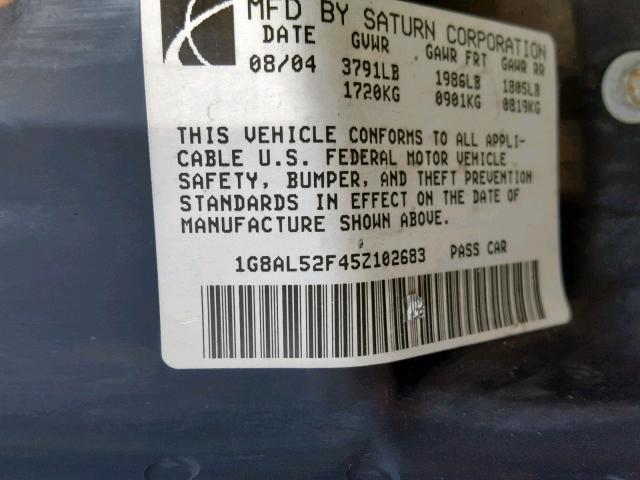 MFD BY SATURN CORPORATION
DATE GVWR GAWR FRT GAWR RR
08/04 3791LB 1986LB 1805LB
1720KG 0901KG 0819KG
THIS VEHICLE CONFORMS TO ALL APPLI-
CABLE U.S. FEDERAL MOTOR VEHICLE
SAFETY, BUMPER, AND THEFT PREVENTION
STANDARDS IN EFFECT ON THE DATE OF
MANUFACTURE SHOWN ABOVE.
1G8AL52F45Z102683 PASS CAR